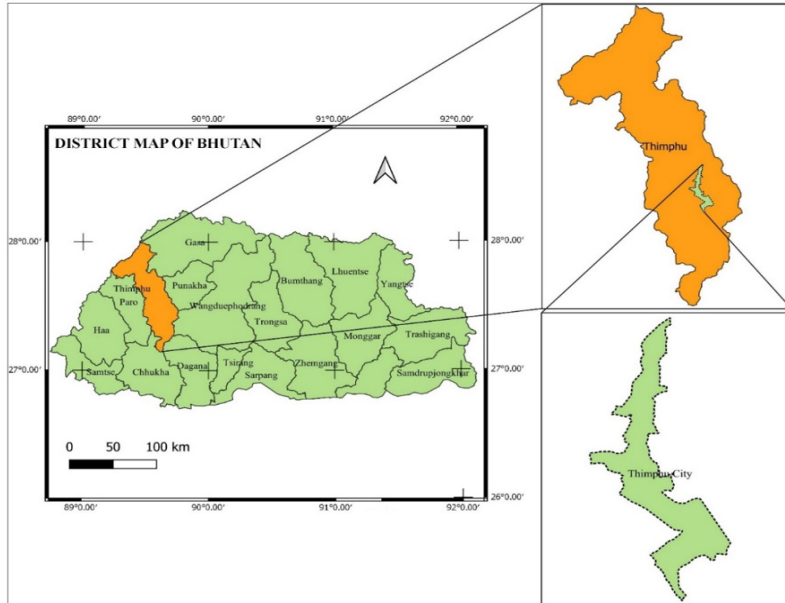 89°0.00'
90°0.00'
91°0.00'
92°0.00'
DISTRICT MAP OF BHUTAN
28°0.00'
28°0.00'
Gasa
Thimphu
Punakha
Bumthang
Lhuentse
Yangtse
Paro
Wangduephodrang
Haa
Trongsa
Monggar
Trashigang
Samtse
Chhukha
Dagana
Tsirang
Sarpang
Zhemgang
Samdrupjongkhar
27°0.00'
27°0.00'
0 50 100 km
26°0.00'
89°0.00'
90°0.00'
91°0.00'
92°0.00'
Thimphu
Thimphu City